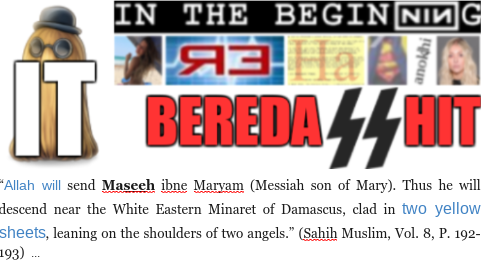 IN THE BEGINNING
IT
ЯƎ
Ha
anokhi
BEREDA HIT
“Allah will send Maseeh ibne Maryam (Messiah son of Mary). Thus he will
descend near the White Eastern Minaret of Damascus, clad in two yellow
sheets, leaning on the shoulders of two angels.” (Sahih Muslim, Vol. 8, P. 192-
193) ...